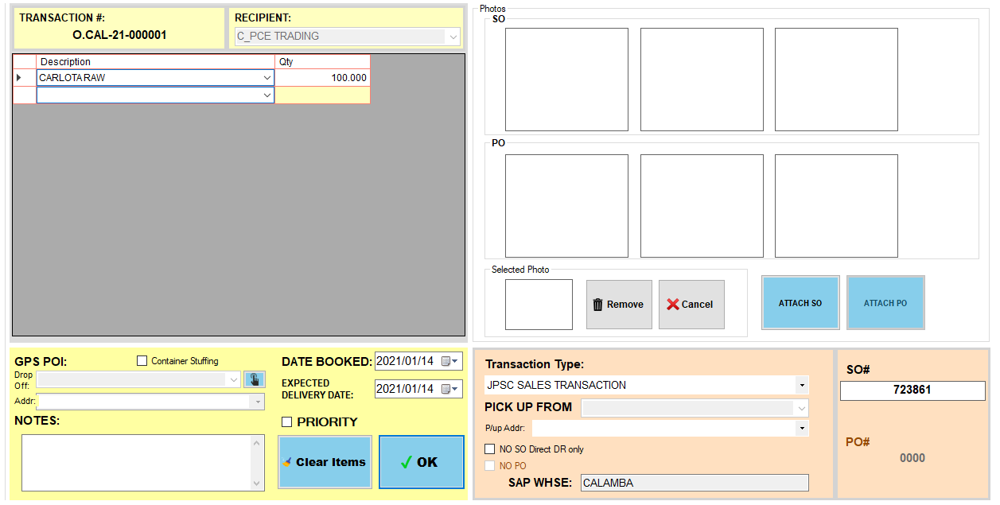 TRANSACTION #:
O.CAL-21-000001
RECIPIENT:
C_PCE TRADING
Description Qty
CARLOTA RAW 100.000
Photos
SO
PO
Selected Photo
Remove
Cancel
ATTACH SO
ATTACH PO
GPS POI:
Container Stuffing
Drop
Off:
Addr:
NOTES:
DATE BOOKED: 2021/01/14
EXPECTED
DELIVERY DATE: 2021/01/14
PRIORITY
Clear Items
OK
Transaction Type:
JPSC SALES TRANSACTION
PICK UP FROM
P/up Addr:
NO SO Direct DR only
NO PO
SAP WHSE: CALAMBA
SO#
723861
PO#
0000